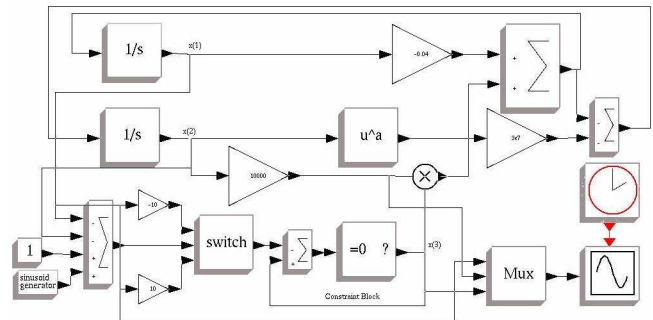 1/s
x(1)
-0.04
+
+
1/s
x(2)
u^a
3e7
-
-
10000
×
-10
-
-
+
+
1
sinusoid
generator
switch
10
-
+
=0 ?
x(3)
Constraint Block
Mux